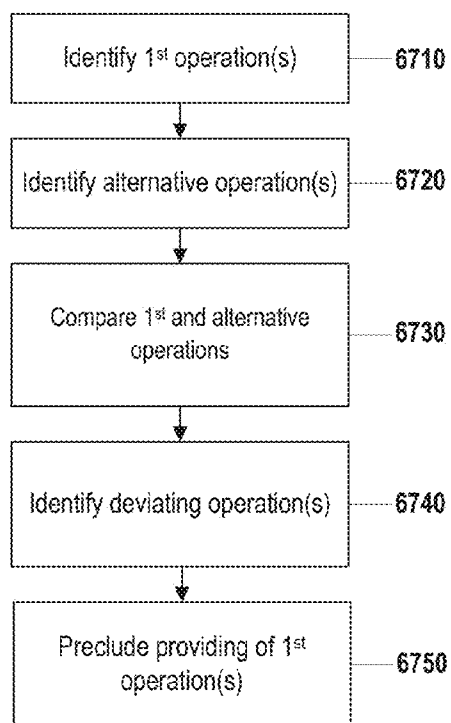 Identify 1st operation(s)
6710
Identify alternative operation(s)
6720
Compare 1st and alternative
operations
6730
Identify deviating operation(s)
6740
Preclude providing of 1st
operation(s)
6750